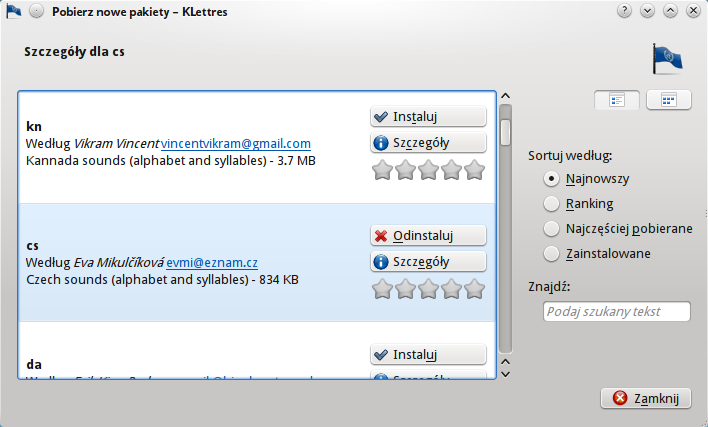 Pobierz nowe pakiety – KLettres
Szczegóły dla cs
kn
Według Vikram Vincent vincentvikram@gmail.com
Kannada sounds (alphabet and syllables) - 3.7 MB
Instaluj
Szczegóły
cs
Według Eva Mikulčíková evmi@eznam.cz
Czech sounds (alphabet and syllables) - 834 KB
Odinstaluj
Szczegóły
da
Instaluj
Szczegóły
Sortuj według:
Najnowszy
Ranking
Najczęściej pobierane
Zainstalowane
Znajdź:
Podaj szukany tekst
Zamknij